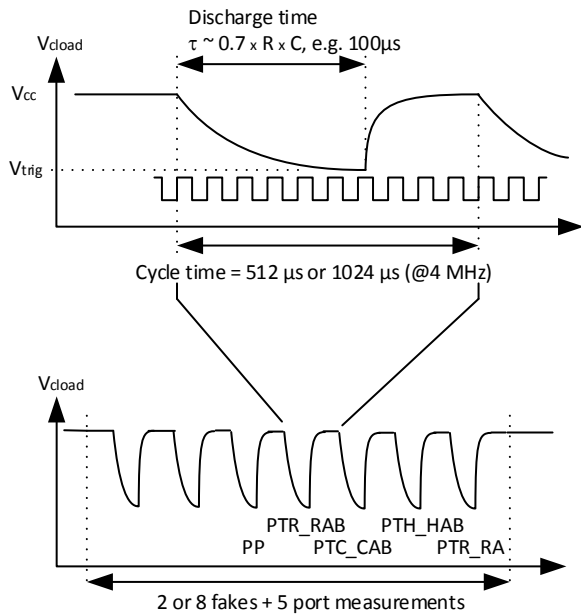 Discharge time
τ ~ 0.7 x R x C, e.g. 100µs
Vcload
Vcc
Vtrig
Cycle time = 512 µs or 1024 µs (@4 MHz)
Vcload
PTR_RAB PTH_HAB
PP PTC_CAB PTR_RA
2 or 8 fakes + 5 port measurements